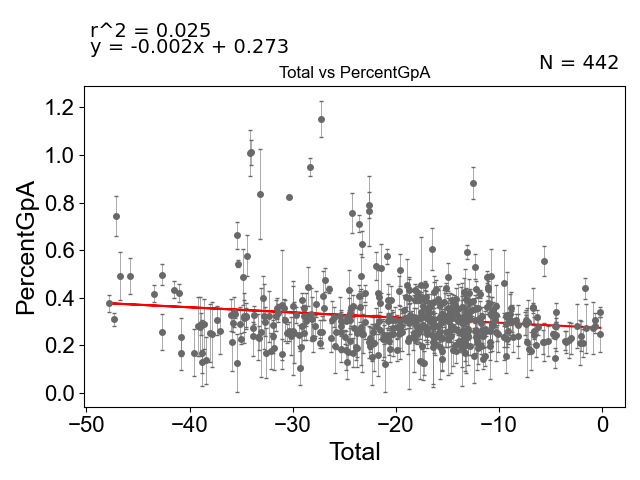 r^2 = 0.025
y = -0.002x + 0.273
N = 442
Total vs PercentGpA
PercentGpA
1.2
1.0
0.8
0.6
0.4
0.2
0.0
−50 −40 −30 −20 −10 0
Total